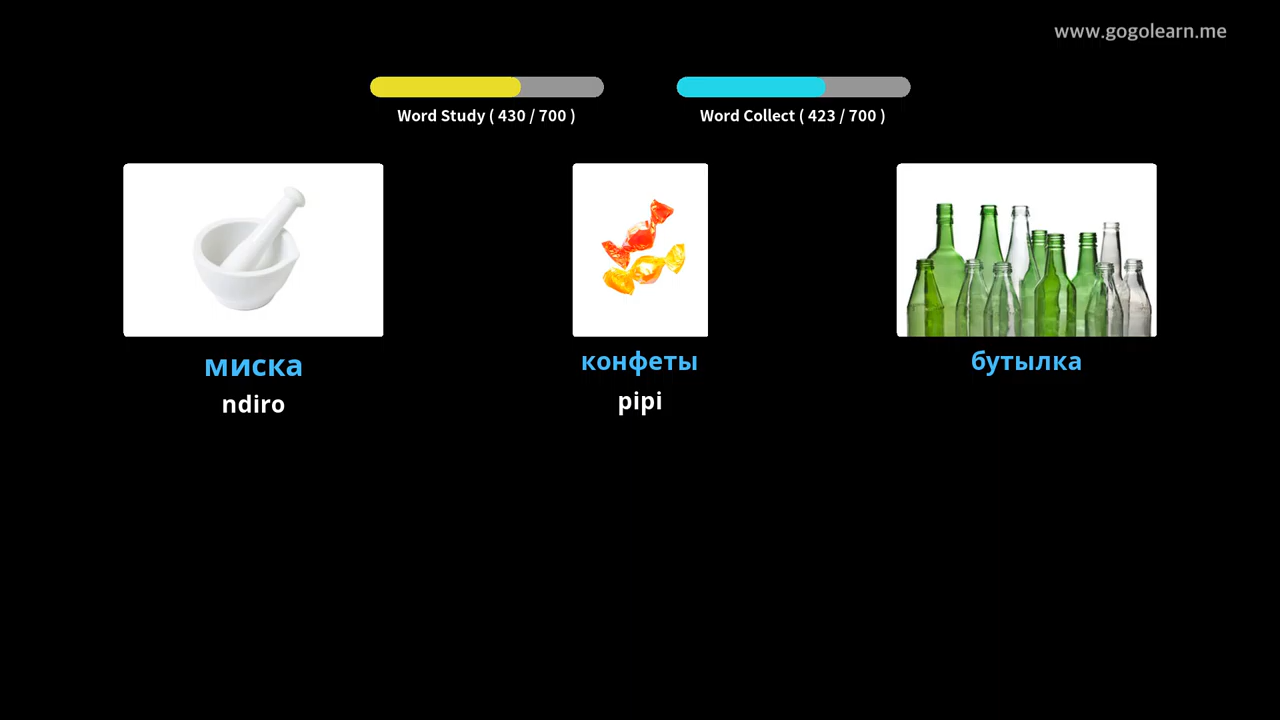 www.gogolearn.me
Word Study ( 430 / 700 )
Word Collect ( 423 / 700 )
миска
конфеты
бутылка
ndiro
pipi